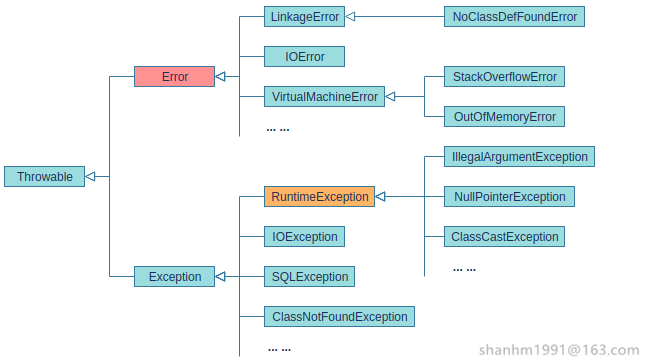 LinkageError
NoClassDefFoundError
IOError
Error
StackOverflowError
VirtualMachineError
OutOfMemoryError
... ...
IllegalArgumentException
Throwable
RuntimeException
NullPointerException
IOException
ClassCastException
... ...
Exception
SQLException
ClassNotFoundException
... ...
shanhm1991@163.com